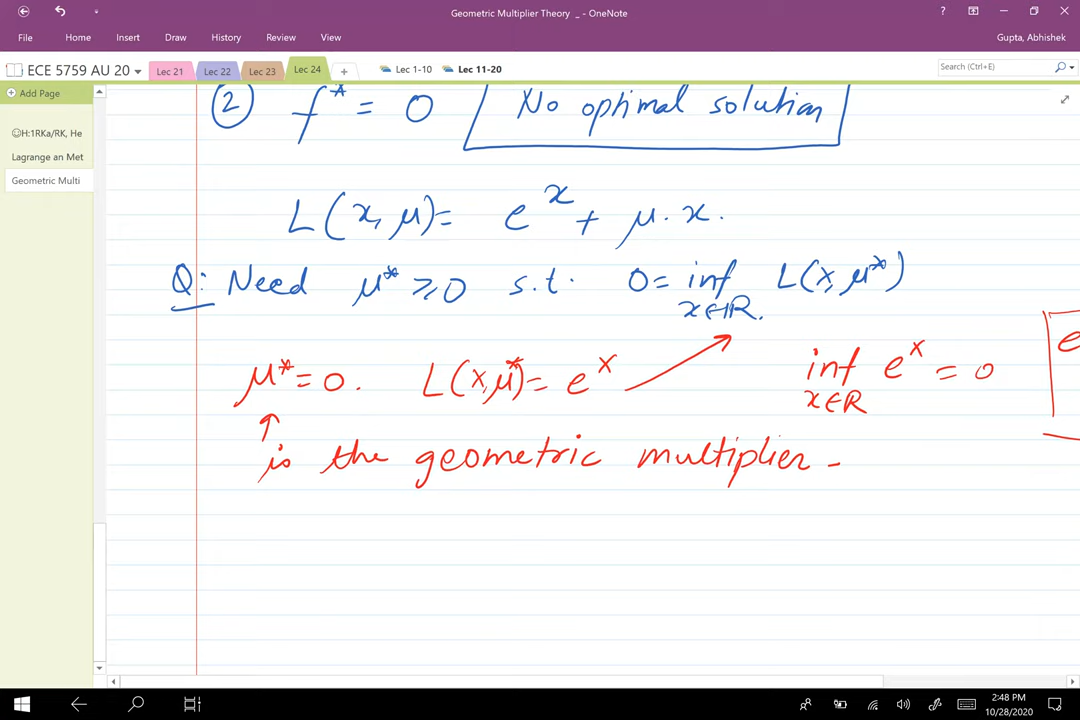 Geometric Multiplier Theory _ - OneNote
Gupta, Abhishek
File Home Insert Draw History Review View
ECE 5759 AU 20 Lec 21 Lec 22 Lec 23 Lec 24 + Lec 1-10 Lec 11-20
Search (Ctrl+E)
Add Page
H:1RKa/RK, He
Lagrange an Met
Geometric Multi
② f* = 0 No optimal solution
L(x, μ) = e^x + μ. x.
Q: Need μ* ≥ 0 s.t. 0 = inf L(x, μ*)
x∈R.
μ* = 0. L(x, μ*) = e^x inf e^x = 0
x∈R
e
↑
is the geometric multiplier -
2:48 PM
10/28/2020